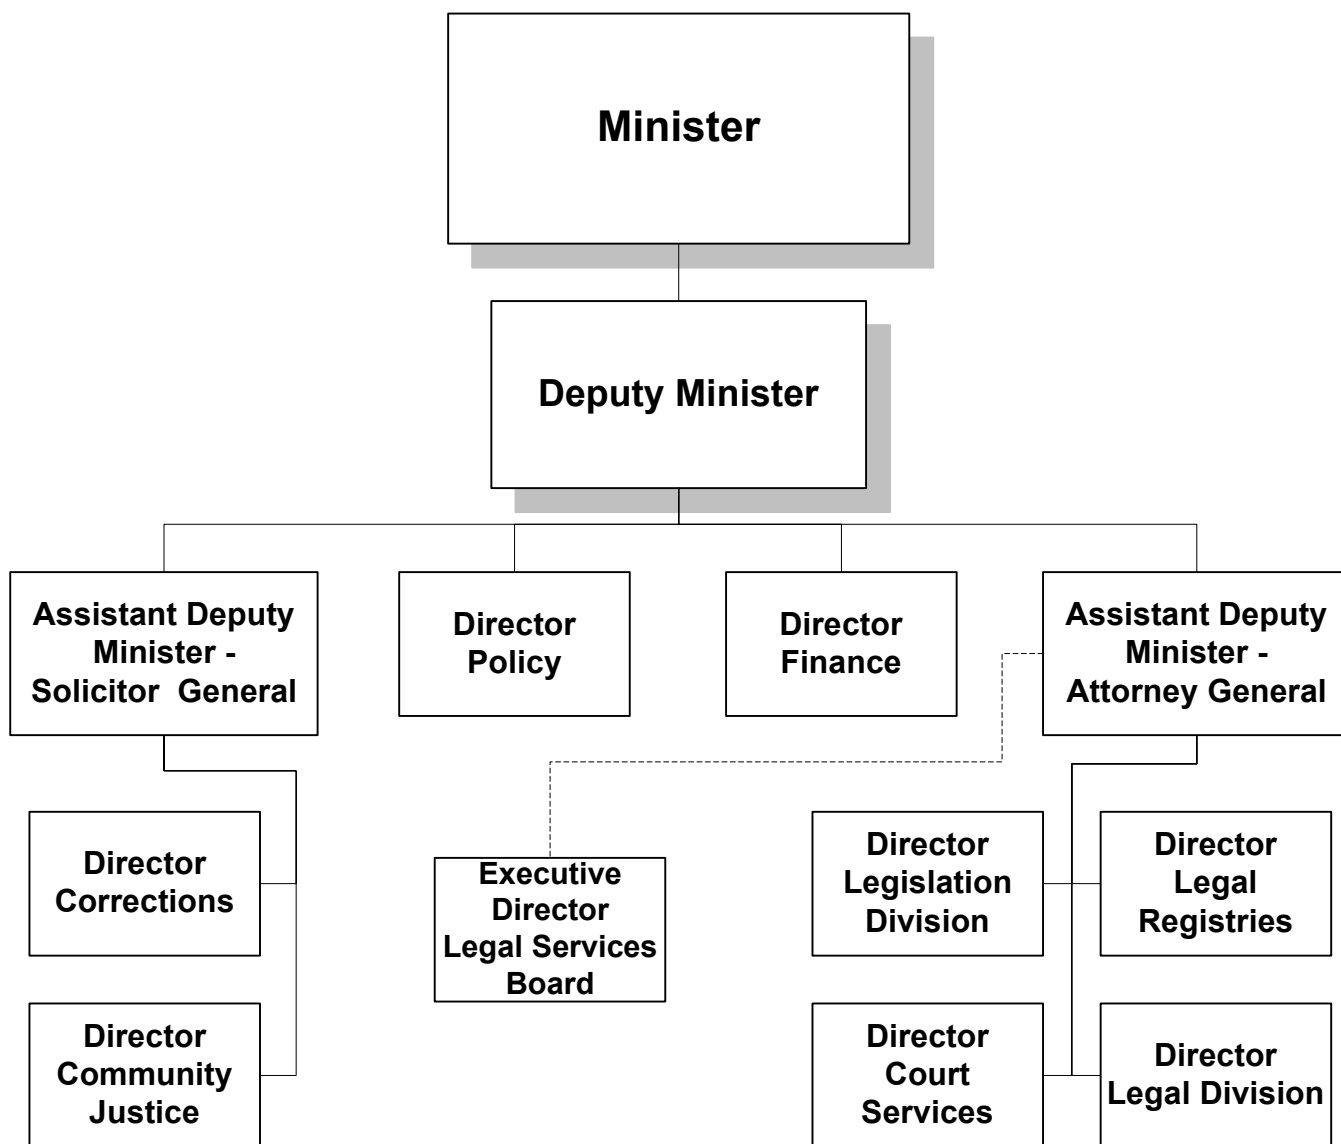 Minister
Deputy Minister
Assistant Deputy
Minister -
Solicitor General
Director
Policy
Director
Finance
Assistant Deputy
Minister -
Attorney General
Director
Corrections
Executive
Director
Legal Services
Board
Director
Legislation
Division
Director
Legal
Registries
Director
Community
Justice
Director
Court
Services
Director
Legal Division